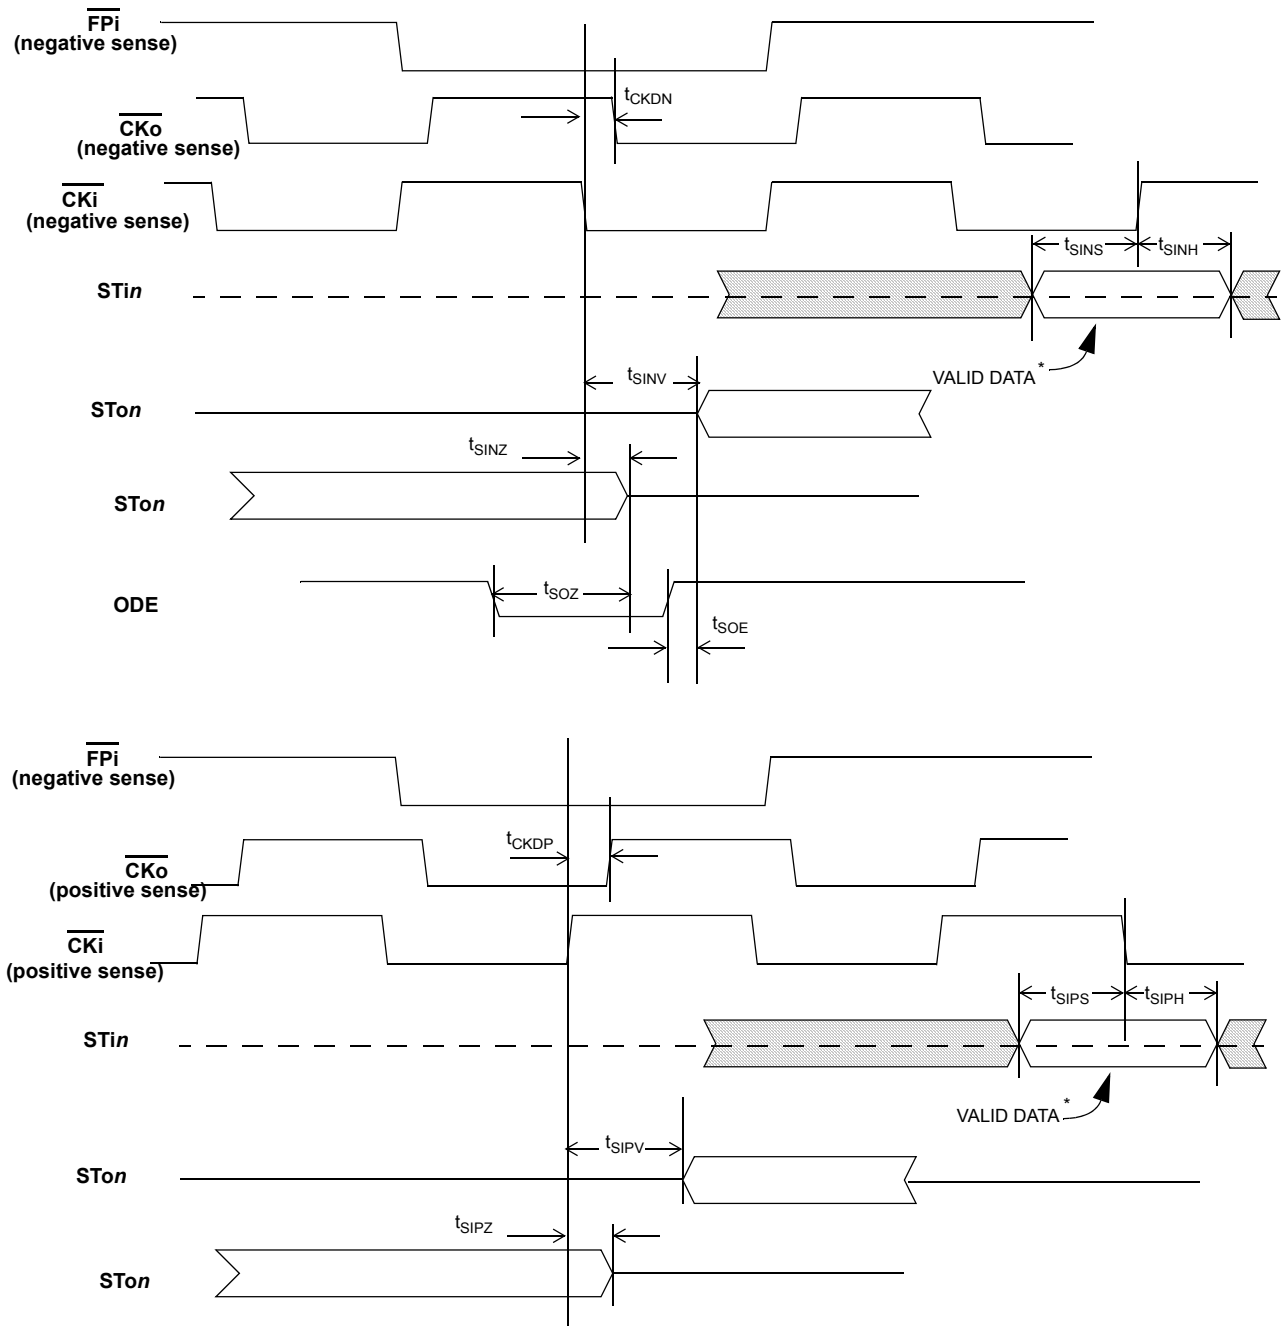 FPi
(negative sense)
tCKDN
CKo
(negative sense)
CKi
(negative sense)
tSINS
tSINH
STin
VALID DATA *
tSINV
STon
tSINZ
STon
tSOZ
ODE
tSOE
FPi
(negative sense)
tCKDP
CKo
(positive sense)
CKi
(positive sense)
tSIPS
tSIPH
STin
VALID DATA *
tSIPV
STon
tSIPZ
STon